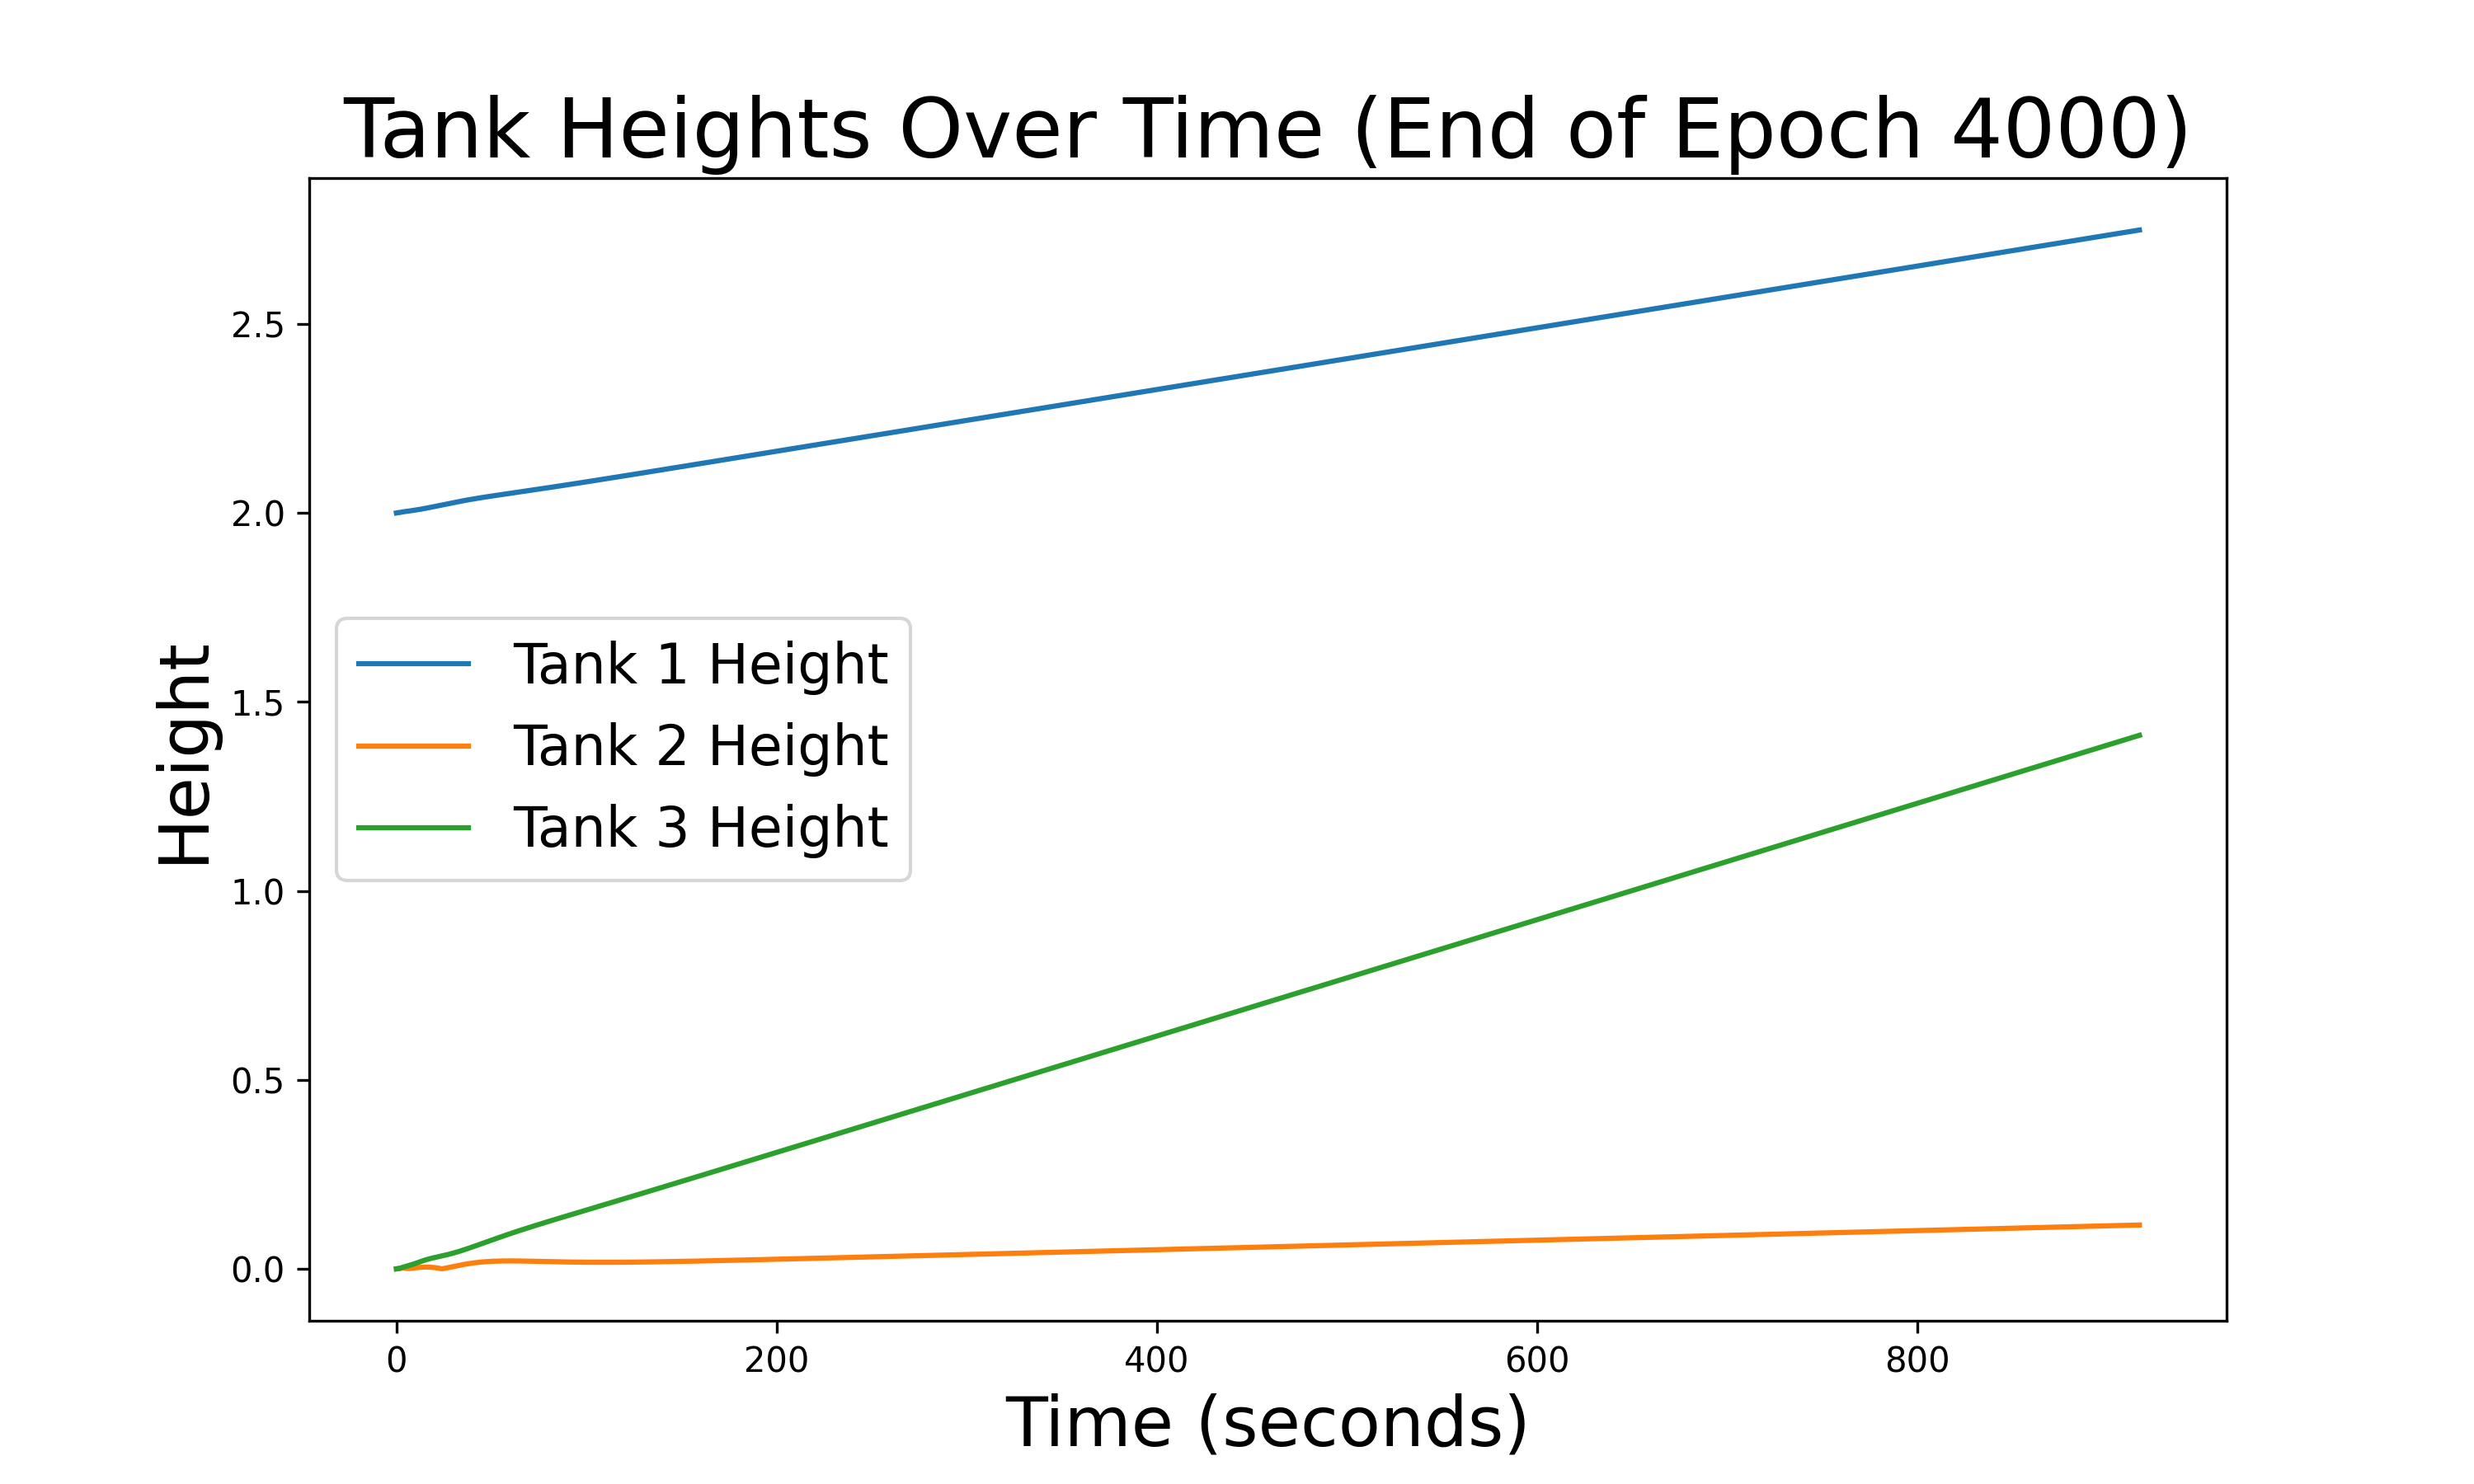 Tank Heights Over Time (End of Epoch 4000)
Height
2.5
2.0
1.5
1.0
0.5
0.0
Tank 1 Height
Tank 2 Height
Tank 3 Height
0 200 400 600 800
Time (seconds)